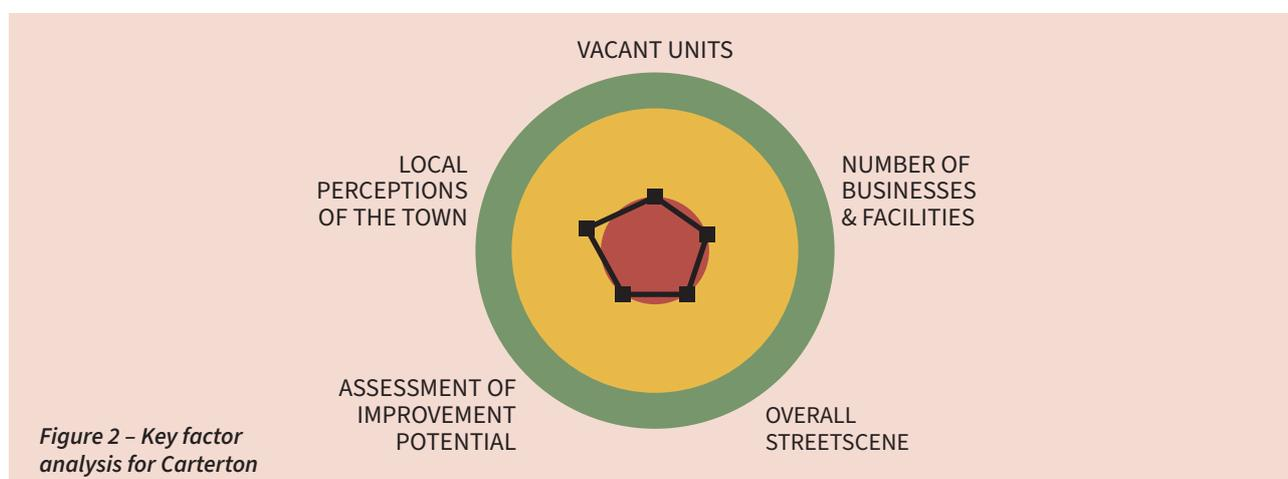 VACANT UNITS
LOCAL
PERCEPTIONS
OF THE TOWN
NUMBER OF
BUSINESSES
& FACILITIES
ASSESSMENT OF
IMPROVEMENT
POTENTIAL
OVERALL
STREETSCENE
Figure 2 – Key factor
analysis for Carterton